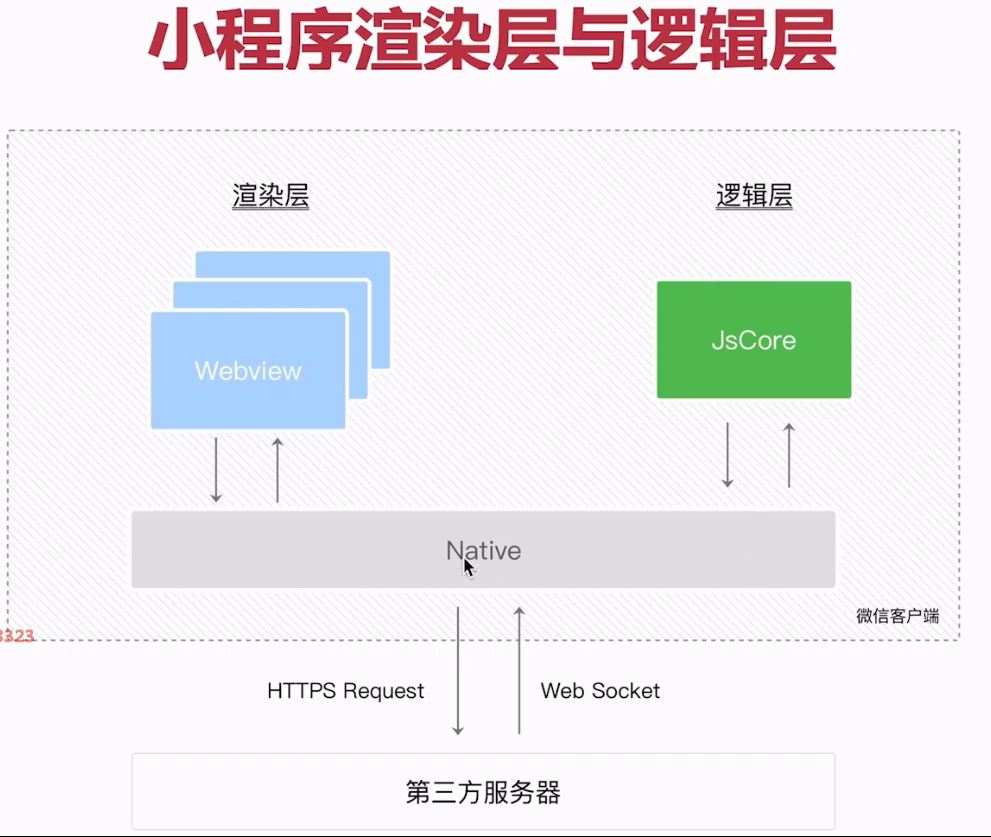 小程序渲染层与逻辑层
渲染层
逻辑层
Webview
JsCore
Native
微信客户端
3323
HTTPS Request
Web Socket
第三方服务器